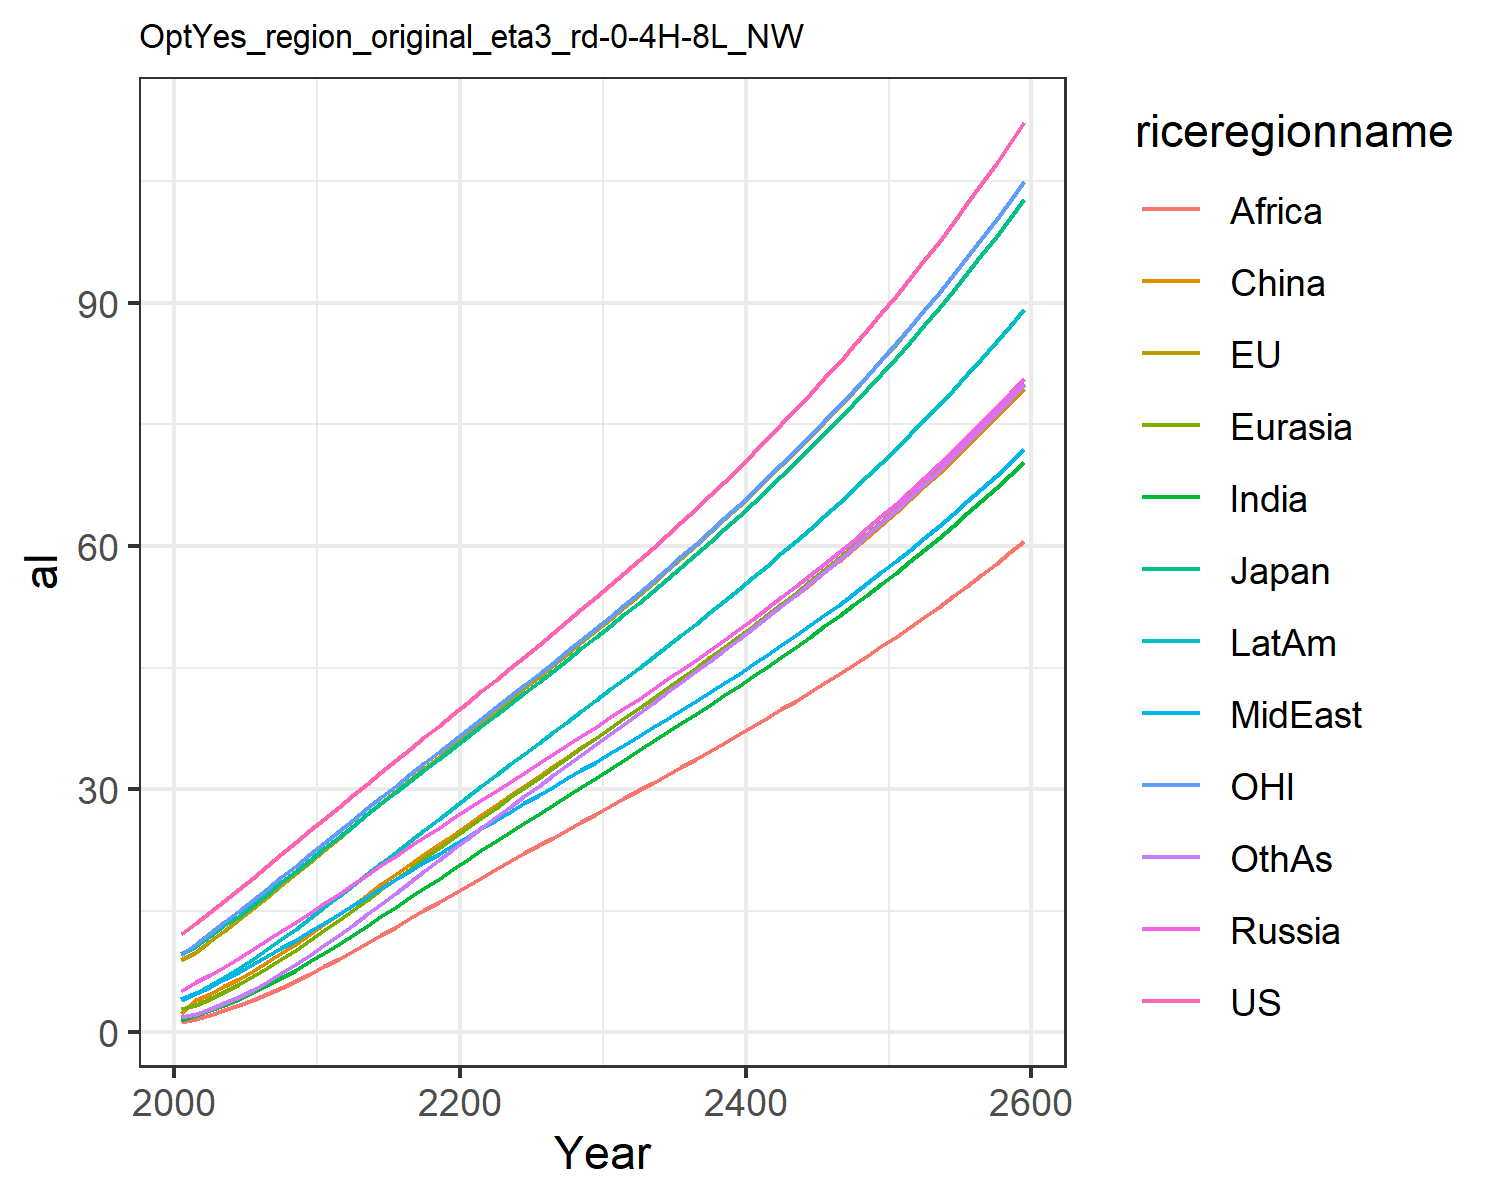 OptYes_region_original_eta3_rd-0-4H-8L_NW
al
90
60
30
0
2000
2200
2400
2600
Year
riceregionname
Africa
China
EU
Eurasia
India
Japan
LatAm
MidEast
OHI
OthAs
Russia
US